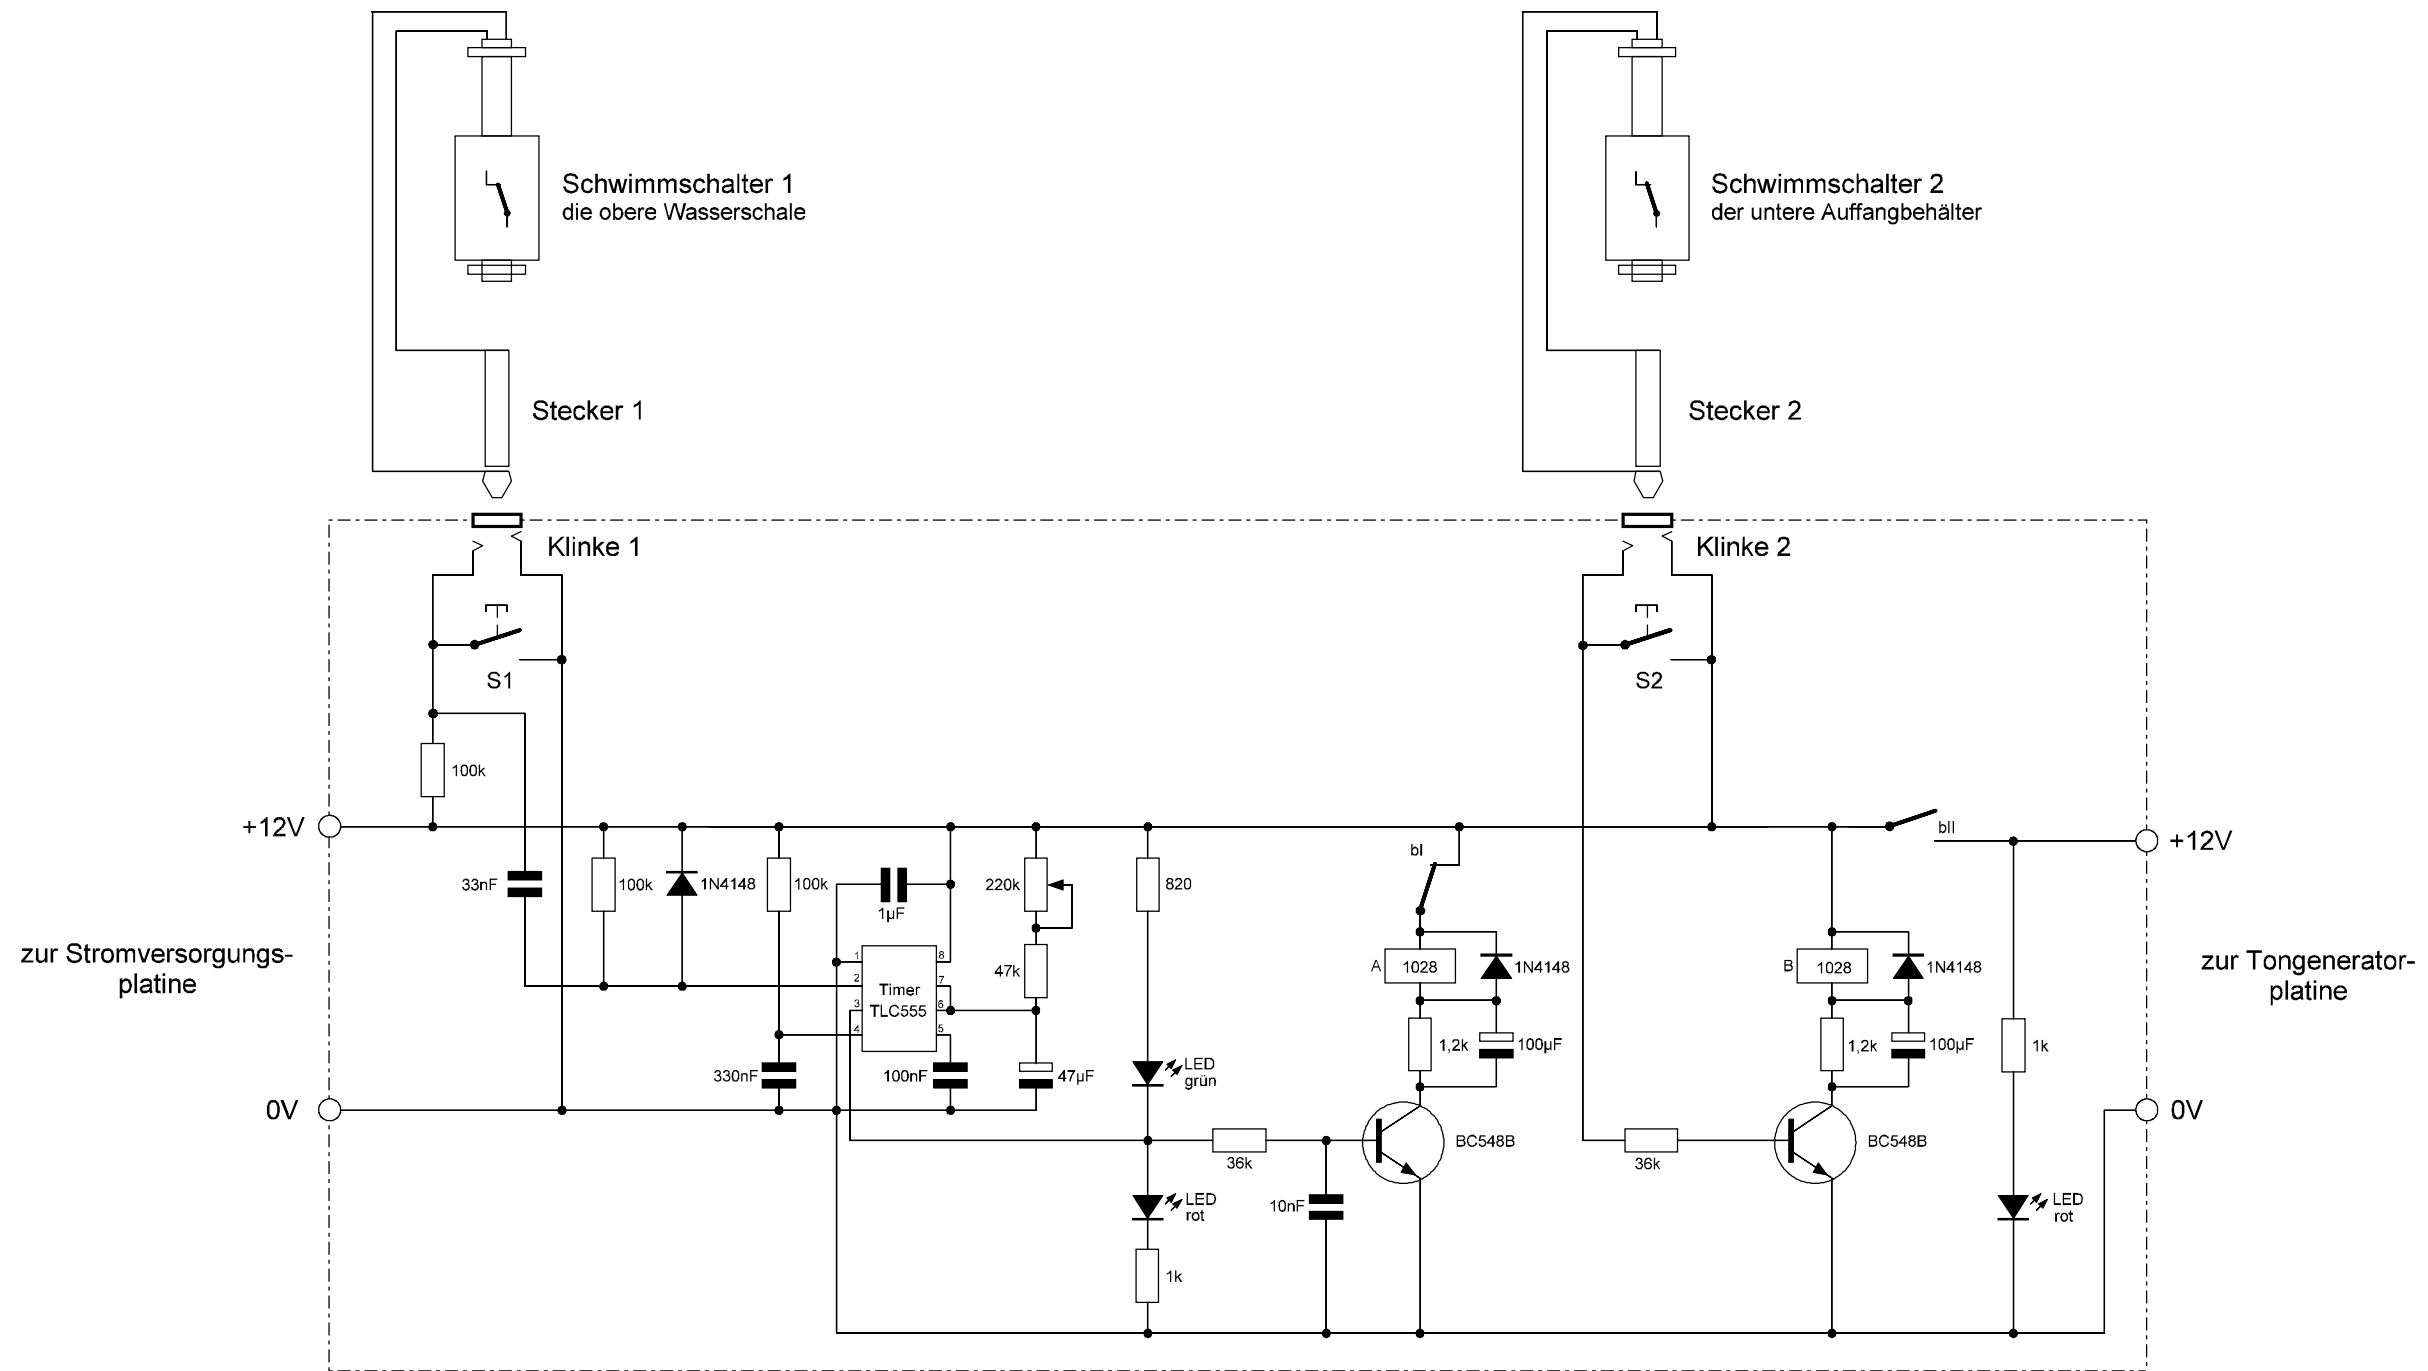 Schwimmschalter 1
die obere Wasserschale
Schwimmschalter 2
der untere Auffangbehälter
Stecker 1
Stecker 2
Klinke 1
Klinke 2
S1
S2
100k
+12V
bII
+12V
bI
33nF
100k
1N4148
100k
1µF
220k
820
zur Stromversorgungs-
platine
1
8
2
7
3
6
4
5
Timer
TLC555
47k
A
1028
1N4148
B
1028
1N4148
zur Tongenerator-
platine
330nF
100nF
47µF
LED
grün
1,2k
100µF
1,2k
100µF
1k
0V
0V
36k
BC548B
36k
BC548B
LED
rot
10nF
LED
rot
1k